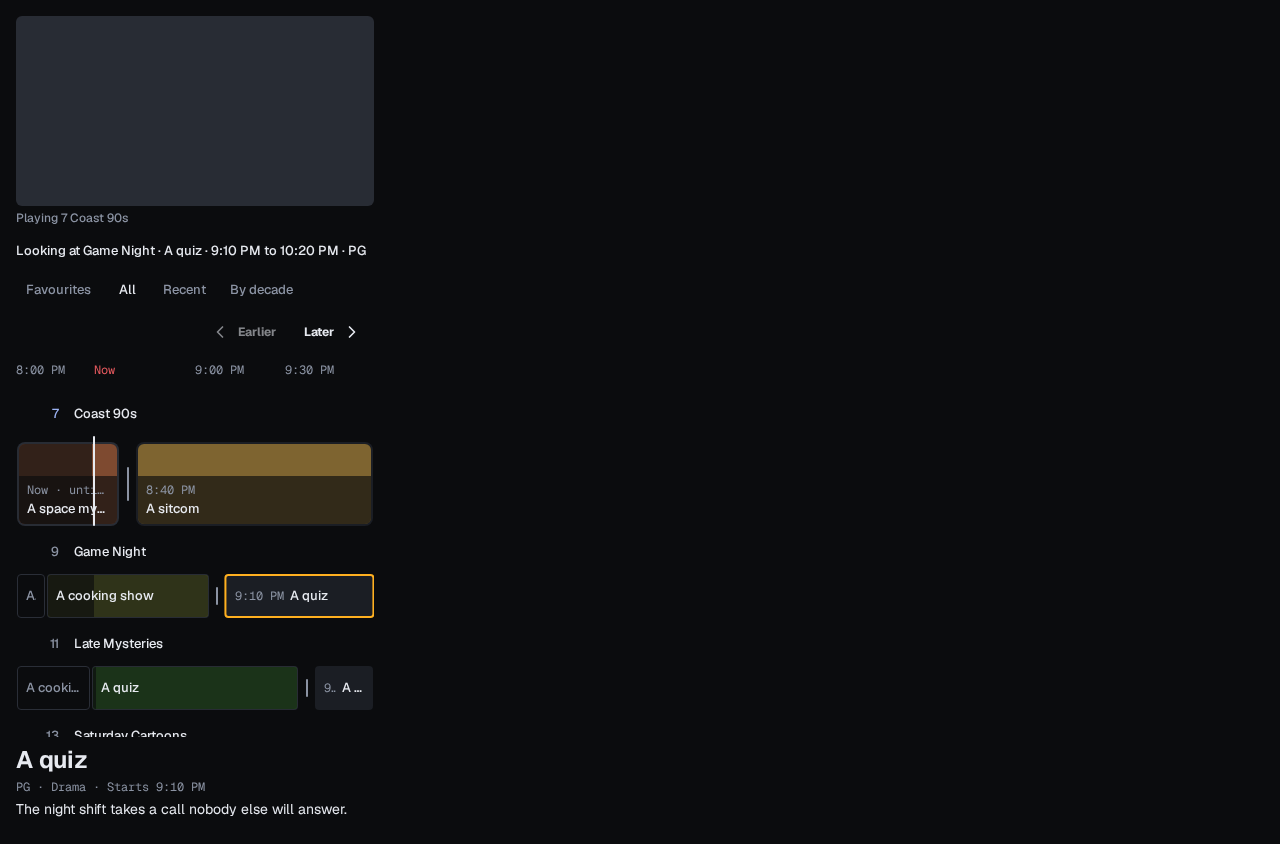 Playing 7 Coast 90s
Looking at Game Night · A quiz · 9:10 PM to 10:20 PM · PG
Favourites All Recent By decade
Earlier Later
8:00 PM Now 9:00 PM 9:30 PM
7 Coast 90s
Now · unti… 8:40 PM
A space my… A sitcom
9 Game Night
A A cooking show 9:10 PM A quiz
11 Late Mysteries
A cooki… A quiz 9.. A …
13 Saturday Cartoons
A quiz
PG · Drama · Starts 9:10 PM
The night shift takes a call nobody else will answer.